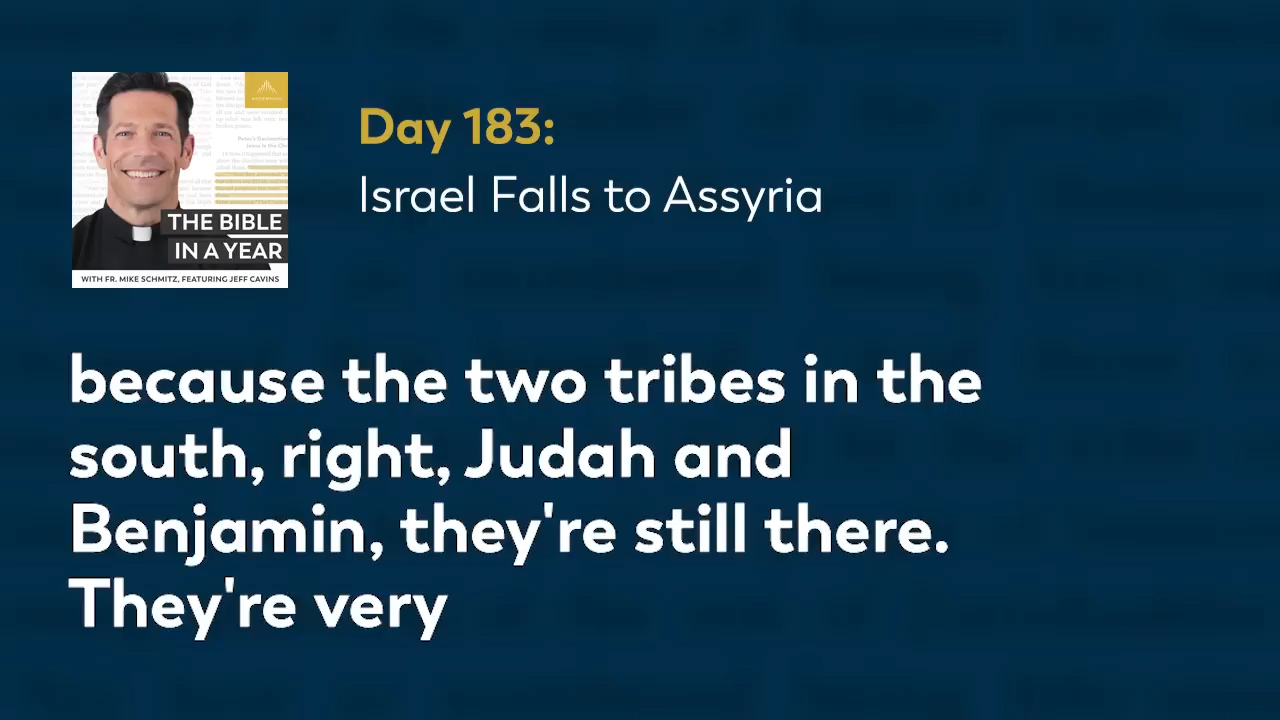 Day 183:
Israel Falls to Assyria
THE BIBLE
IN A YEAR
WITH FR. MIKE SCHMITZ, FEATURING JEFF CAVINS
because the two tribes in the
south, right, Judah and
Benjamin, they're still there.
They're very